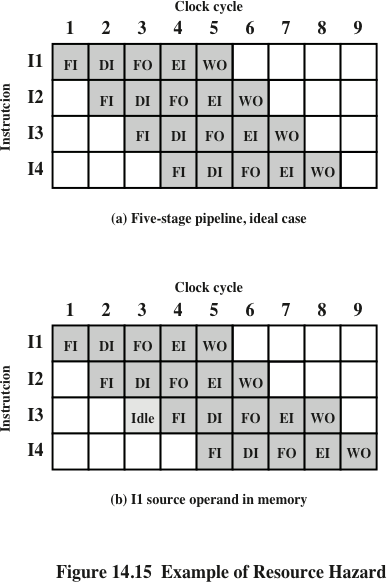 Clock cycle
1 2 3 4 5 6 7 8 9
Instrutcion
I1 FI DI FO EI WO
I2 FI DI FO EI WO
I3 FI DI FO EI WO
I4 FI DI FO EI WO
(a) Five-stage pipeline, ideal case
Clock cycle
1 2 3 4 5 6 7 8 9
Instrutcion
I1 FI DI FO EI WO
I2 FI DI FO EI WO
I3 Idle FI DI FO EI WO
I4 FI DI FO EI WO
(b) I1 source operand in memory
Figure 14.15 Example of Resource Hazard